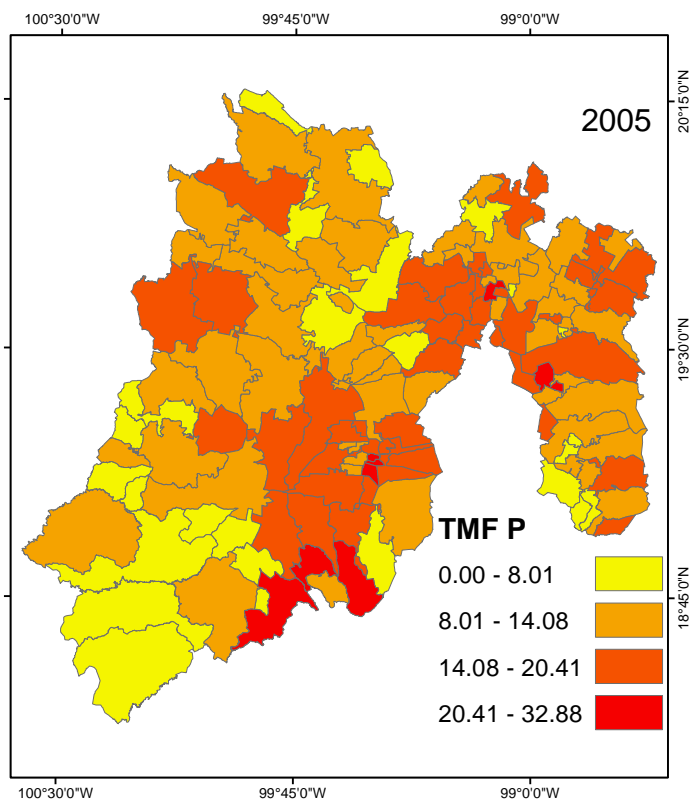 100°30'0"W 99°45'0"W 99°0'0"W
20°15'0"N
2005
19°30'0"N
TMF P
0.00 - 8.01
8.01 - 14.08
18°45'0"N
14.08 - 20.41
20.41 - 32.88
100°30'0"W 99°45'0"W 99°0'0"W